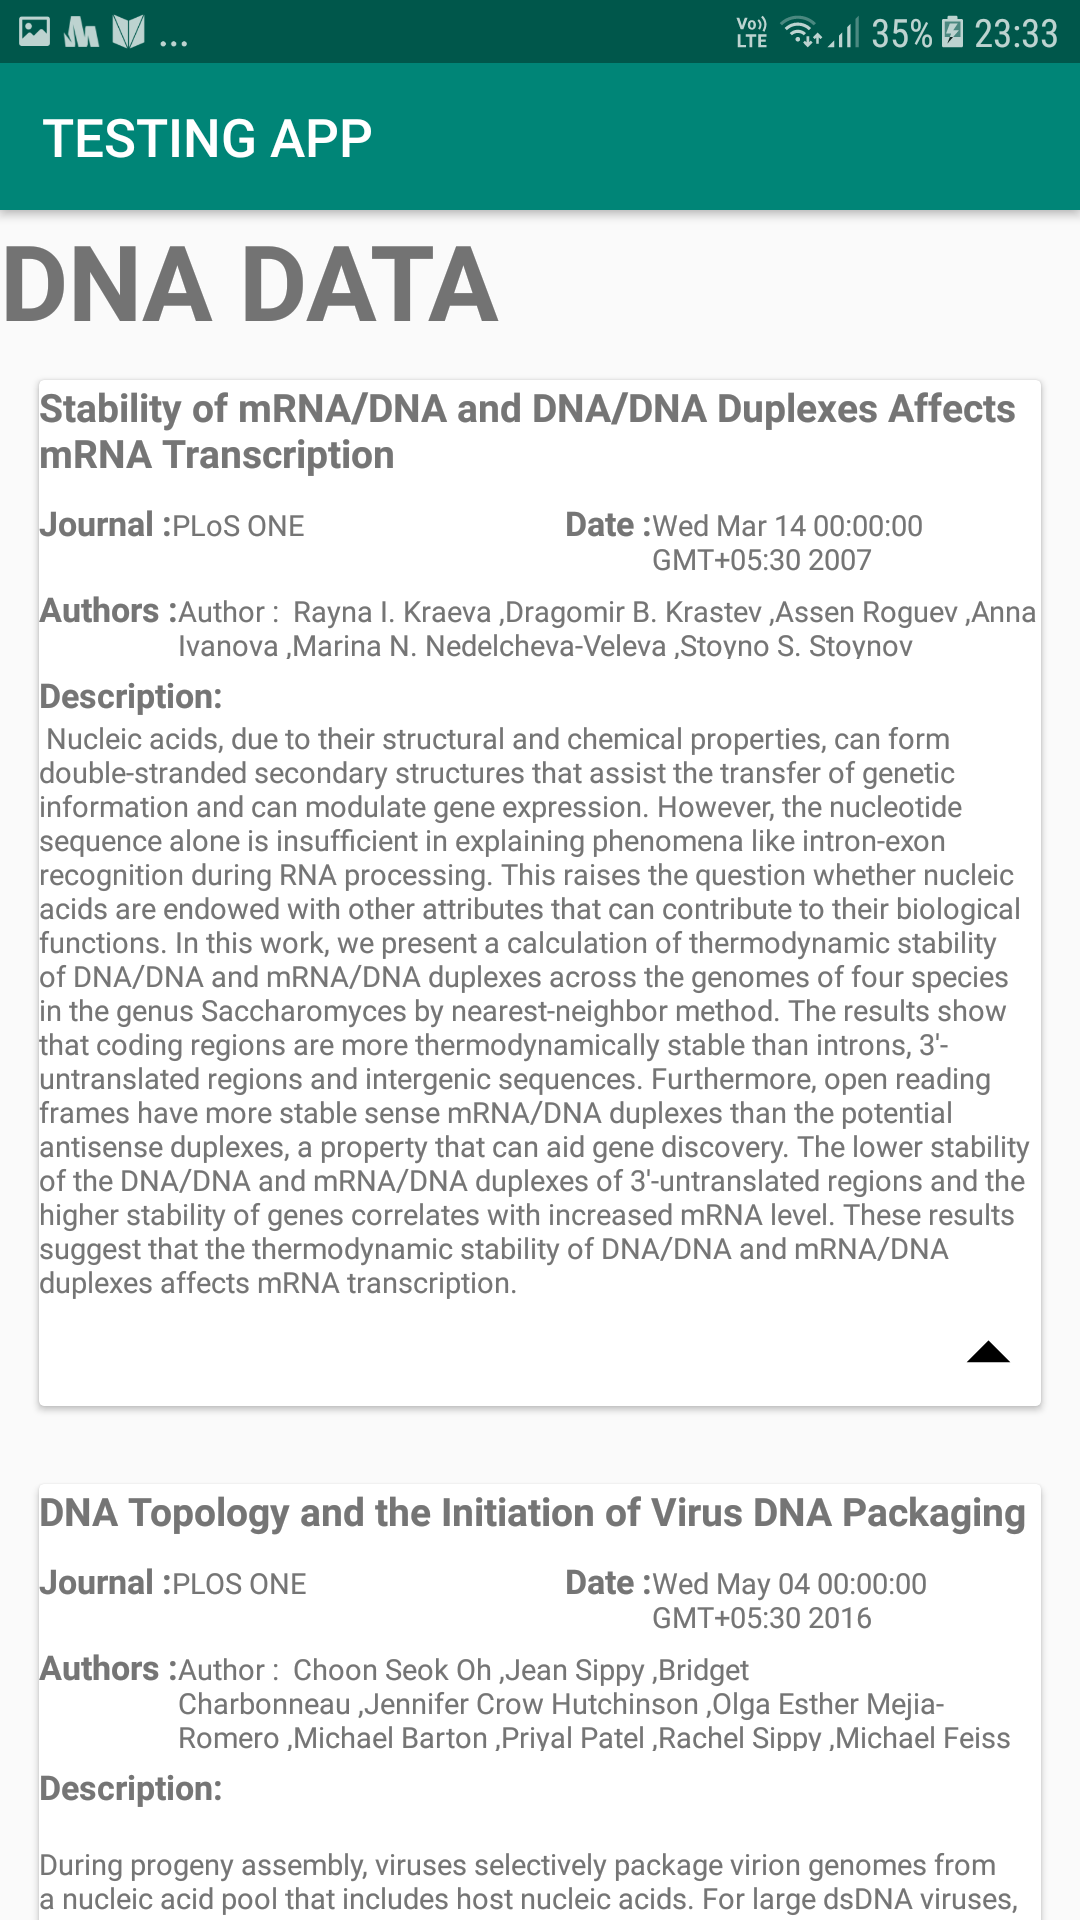 ... Vo)) LTE 35% 23:33
TESTING APP
DNA DATA
Stability of mRNA/DNA and DNA/DNA Duplexes Affects
mRNA Transcription
Journal :PLoS ONE Date :Wed Mar 14 00:00:00
GMT+05:30 2007
Authors :Author :  Rayna I. Kraeva ,Dragomir B. Krastev ,Assen Roguev ,Anna
Ivanova ,Marina N. Nedelcheva-Veleva ,Stoyno S. Stoynov
Description:
Nucleic acids, due to their structural and chemical properties, can form
double-stranded secondary structures that assist the transfer of genetic
information and can modulate gene expression. However, the nucleotide
sequence alone is insufficient in explaining phenomena like intron-exon
recognition during RNA processing. This raises the question whether nucleic
acids are endowed with other attributes that can contribute to their biological
functions. In this work, we present a calculation of thermodynamic stability
of DNA/DNA and mRNA/DNA duplexes across the genomes of four species
in the genus Saccharomyces by nearest-neighbor method. The results show
that coding regions are more thermodynamically stable than introns, 3'-
untranslated regions and intergenic sequences. Furthermore, open reading
frames have more stable sense mRNA/DNA duplexes than the potential
antisense duplexes, a property that can aid gene discovery. The lower stability
of the DNA/DNA and mRNA/DNA duplexes of 3'-untranslated regions and the
higher stability of genes correlates with increased mRNA level. These results
suggest that the thermodynamic stability of DNA/DNA and mRNA/DNA
duplexes affects mRNA transcription.
DNA Topology and the Initiation of Virus DNA Packaging
Journal :PLOS ONE Date :Wed May 04 00:00:00
GMT+05:30 2016
Authors :Author :  Choon Seok Oh ,Jean Sippy ,Bridget
Charbonneau ,Jennifer Crow Hutchinson ,Olga Esther Mejia-
Romero ,Michael Barton ,Priyal Patel ,Rachel Sippy ,Michael Feiss
Description:
During progeny assembly, viruses selectively package virion genomes from
a nucleic acid pool that includes host nucleic acids. For large dsDNA viruses,